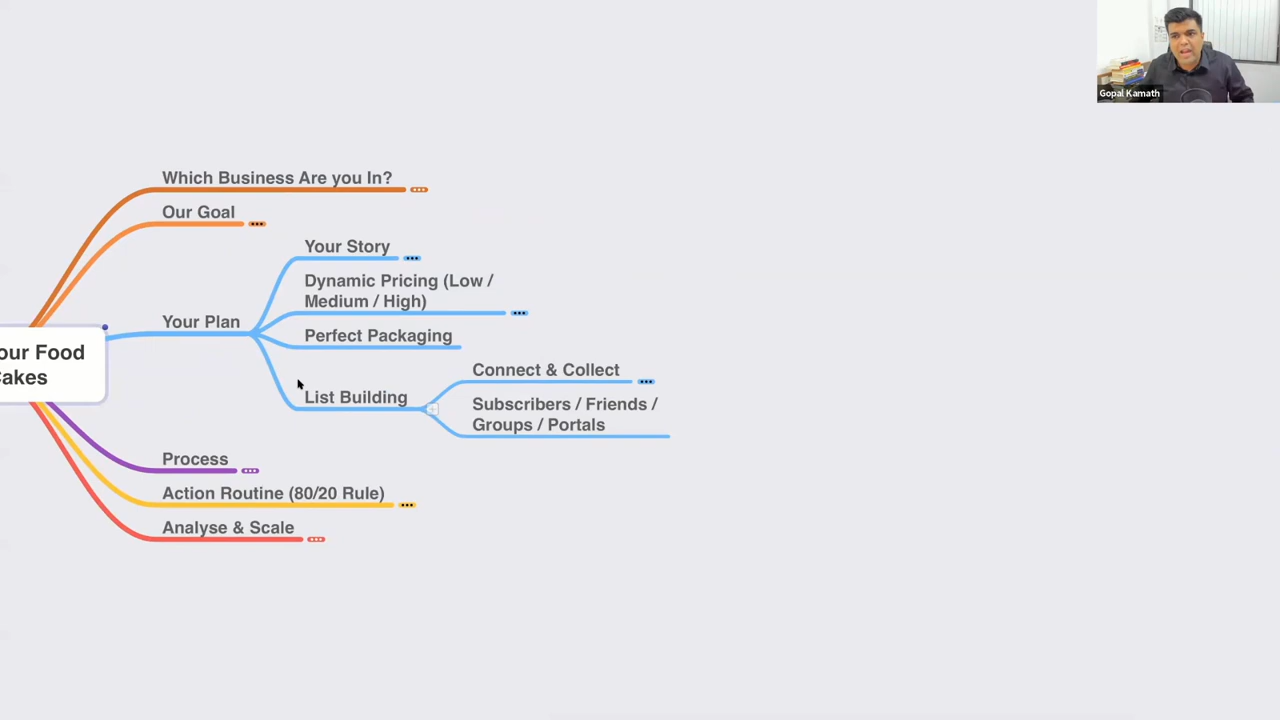 Gopal Kamath
Which Business Are you In?
Our Goal
Your Story
Dynamic Pricing (Low /
Medium / High)
Your Plan
Perfect Packaging
Connect & Collect
List Building
Subscribers / Friends /
Groups / Portals
our Food
Cakes
Process
Action Routine (80/20 Rule)
Analyse & Scale